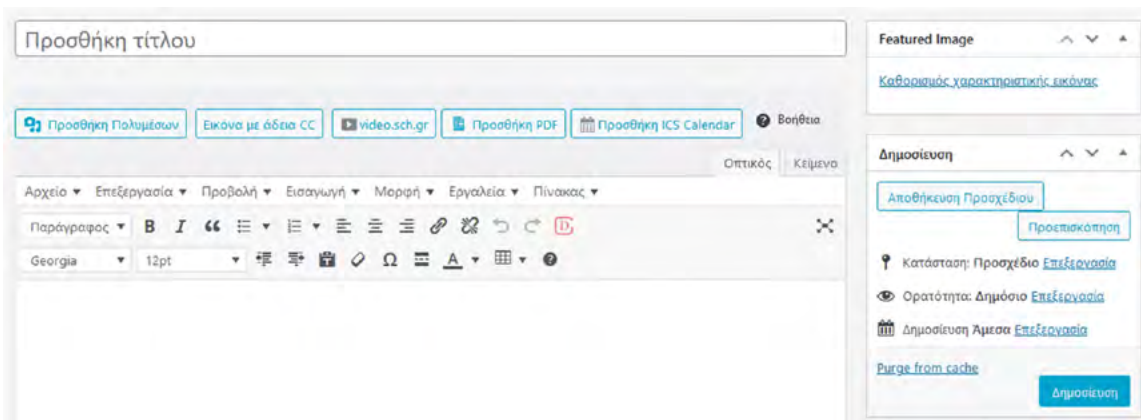 Προσθήκη τίτλου
Προσθήκη Πολυμέσων Εικόνα με άδεια CC video.sch.gr Προσθήκη PDF Προσθήκη ICS Calendar Βοήθεια
Οπτικός Κείμενο
Αρχείο Επεξεργασία Προβολή Εισαγωγή Μορφή Εργαλεία Πίνακας
Παράγραφος B I
Georgia 12pt Ω A
Featured Image
Καθορισμός χαρακτηριστικής εικόνας
Δημοσίευση
Αποθήκευση Προσχέδιου
Προεπισκόπηση
Κατάσταση: Προσχέδιο Επεξεργασία
Ορατότητα: Δημόσιο Επεξεργασία
Δημοσίευση Άμεσα Επεξεργασία
Purge from cache
Δημοσίευση